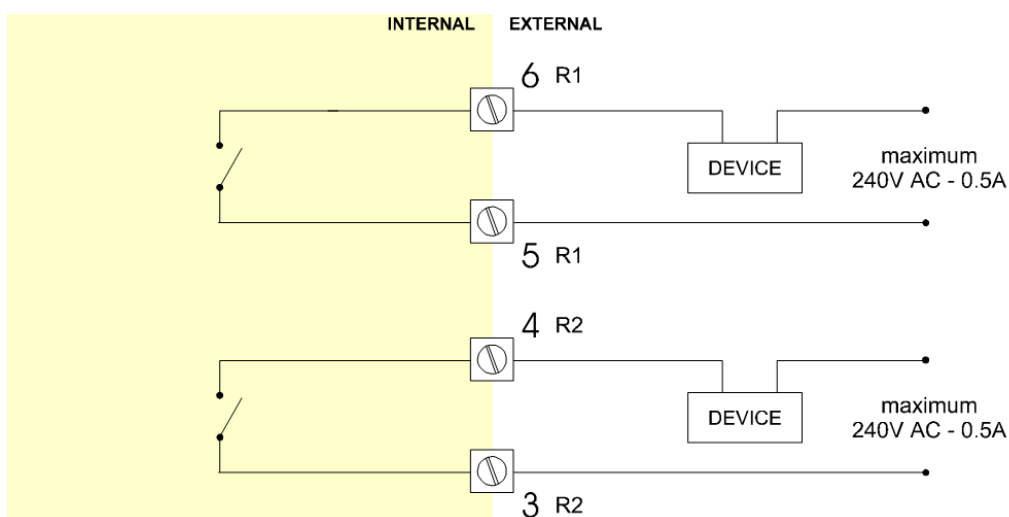 INTERNAL EXTERNAL
6 R1
DEVICE
maximum
240V AC - 0.5A
5 R1
4 R2
DEVICE
maximum
240V AC - 0.5A
3 R2